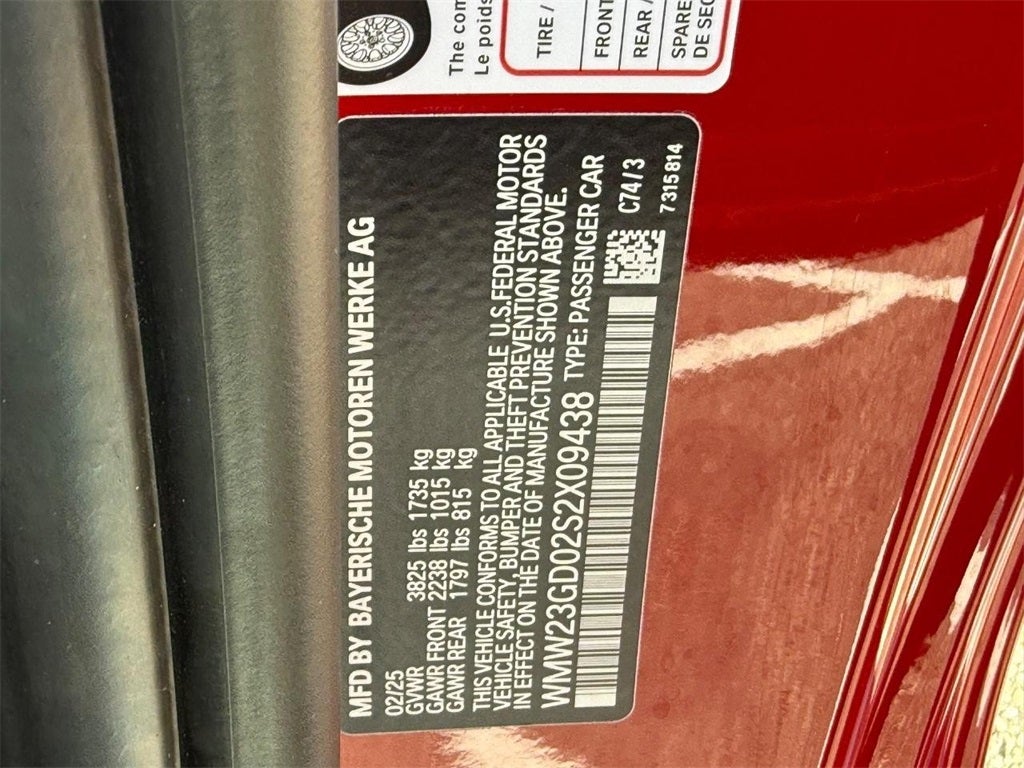 The com
Le poids
TIRE /
FRONT
REAR /
SPARE
DE SEC
MFD BY BAYERISCHE MOTOREN WERKE AG
02/25
GVWR 3825 lbs 1735 kg
GAWR FRONT 2238 lbs 1015 kg
GAWR REAR 1797 lbs 815 kg
THIS VEHICLE CONFORMS TO ALL APPLICABLE U.S.FEDERAL MOTOR
VEHICLE SAFETY, BUMPER AND THEFT PREVENTION STANDARDS
IN EFFECT ON THE DATE OF MANUFACTURE SHOWN ABOVE.
WMW23GD02S2X09438 TYPE: PASSENGER CAR
C74/3
7315814